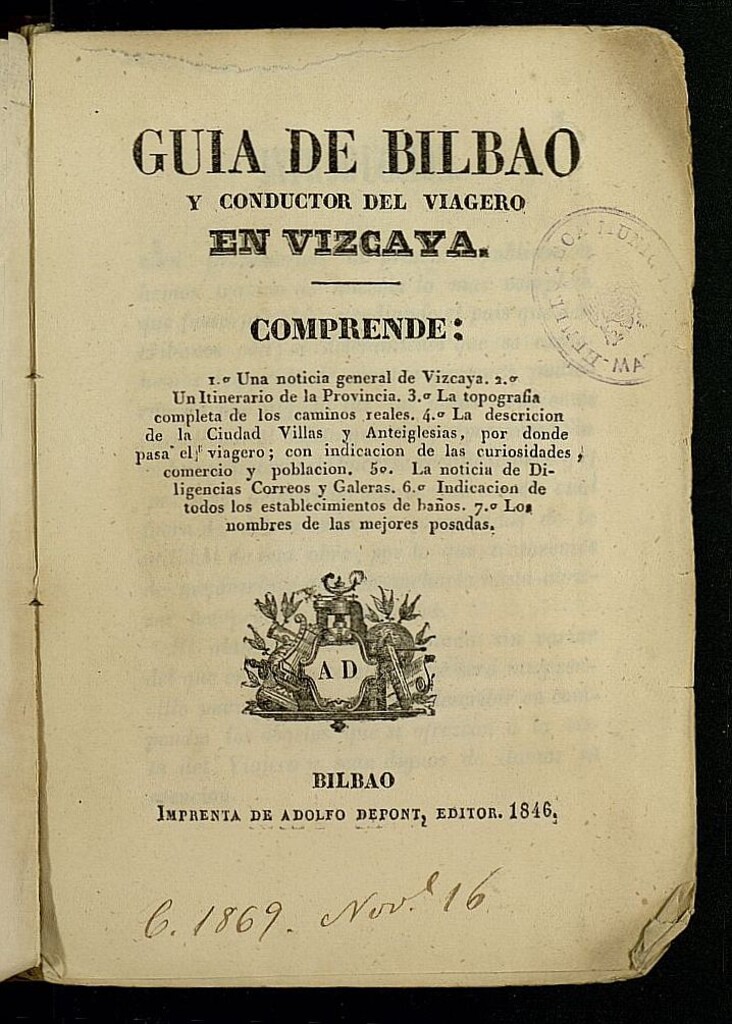 GUIA DE BILBAO
Y CONDUCTOR DEL VIAGERO
EN VIZCAYA.
COMPRENDE:
1.º Una noticia general de Vizcaya. 2.º
Un Itinerario de la Provincia. 3.º La topografia
completa de los caminos reales. 4.º La descricion
de la Ciudad Villas y Anteiglesias, por donde
pasa el viagero; con indicacion de las curiosidades,
comercio y poblacion. 5º. La noticia de Di-
ligencias Correos y Galeras. 6.º Indicacion de
todos los establecimientos de baños. 7.º Los
nombres de las mejores posadas.
A D
BILBAO
IMPRENTA DE ADOLFO DEPONT, EDITOR. 1846.
C. 1869. Nov. 16